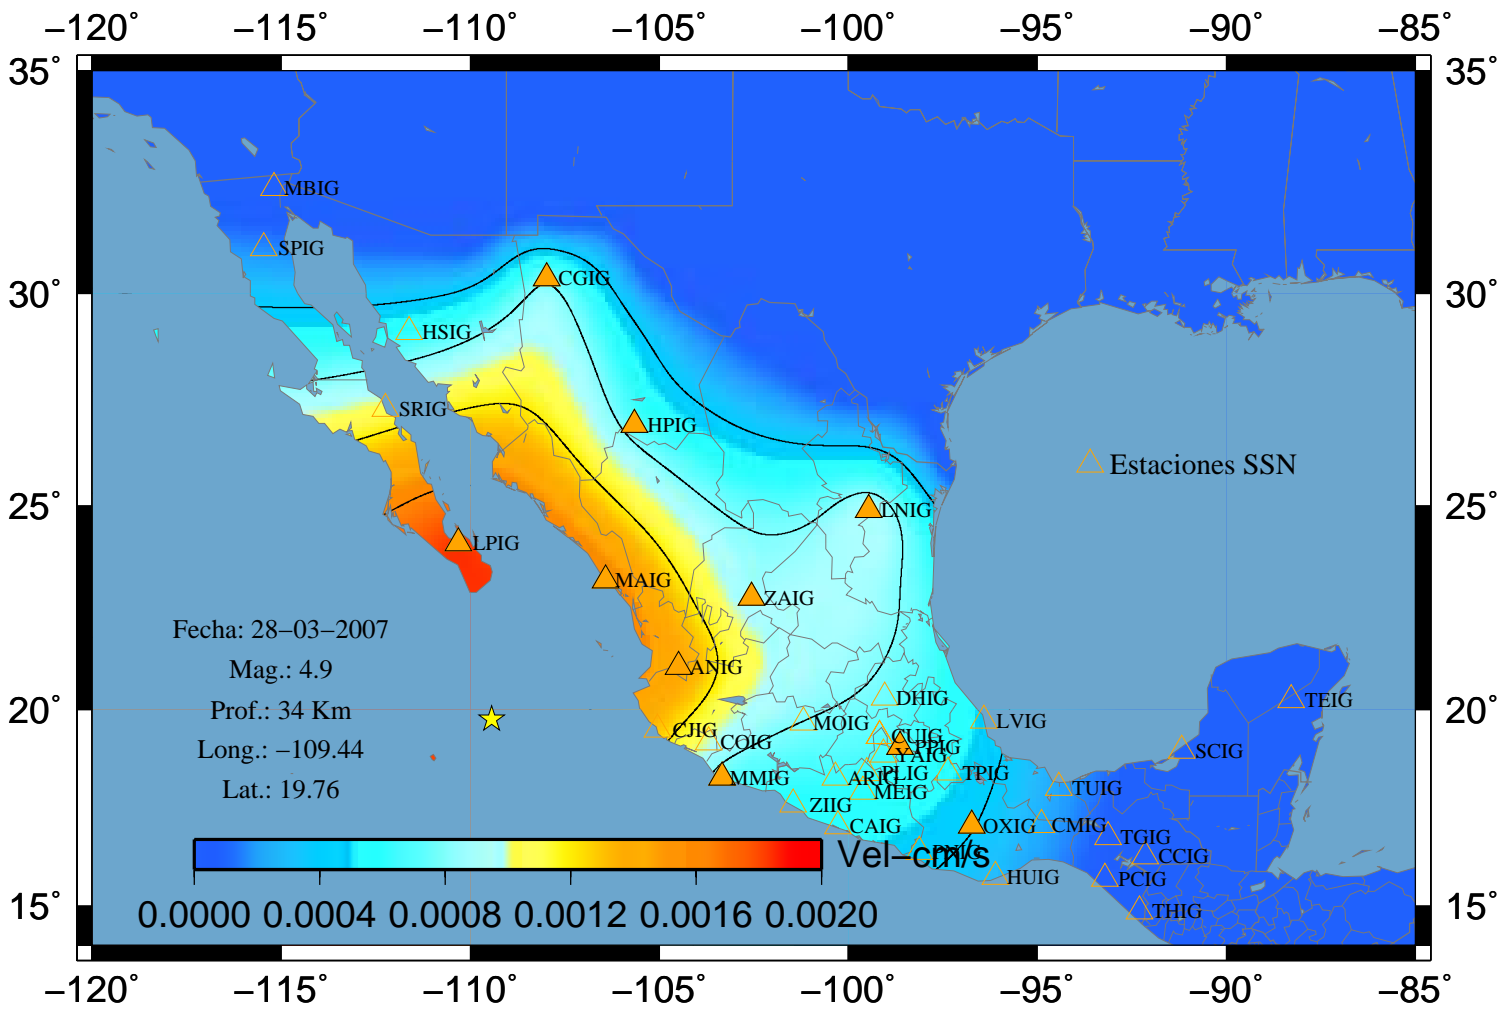 −120° −115° −110° −105° −100° −95° −90° −85°
35° 35°
MBIG
SPIG
CGIG
30° 30°
HSIG
SRIG
HPIG
Estaciones SSN
25° LNIG 25°
LPIG
MAIG
ZAIG
Fecha: 28−03−2007
Mag.: 4.9
ANIG
DHIG
TEIG
20° Prof.: 34 Km 20°
MOIG
LVIG
CJIG
CUIG
COIG
PPIG
Long.: −109.44
SCIG
YAIG
PLIG
TPIG
MMIG
ARIG
Lat.: 19.76
TUIG
MEIG
ZIIG
CAIG
OXIG
CMIG
TGIG
Vel−cm/s
PNIG
CCIG
HUIG
PCIG
15° 15°
THIG
0.0000 0.0004 0.0008 0.0012 0.0016 0.0020
−120° −115° −110° −105° −100° −95° −90° −85°